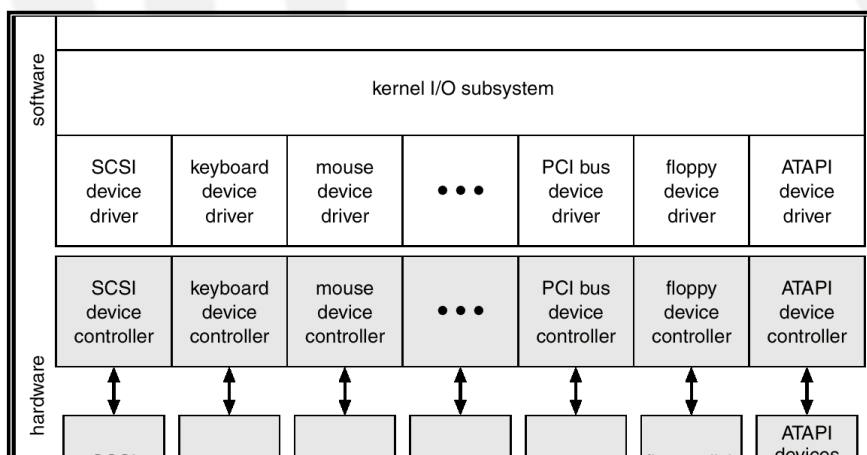 software
kernel I/O subsystem
SCSI
device
driver
keyboard
device
driver
mouse
device
driver
•••
PCI bus
device
driver
floppy
device
driver
ATAPI
device
driver
hardware
SCSI
device
controller
keyboard
device
controller
mouse
device
controller
•••
PCI bus
device
controller
floppy
device
controller
ATAPI
device
controller
ATAPI
devices